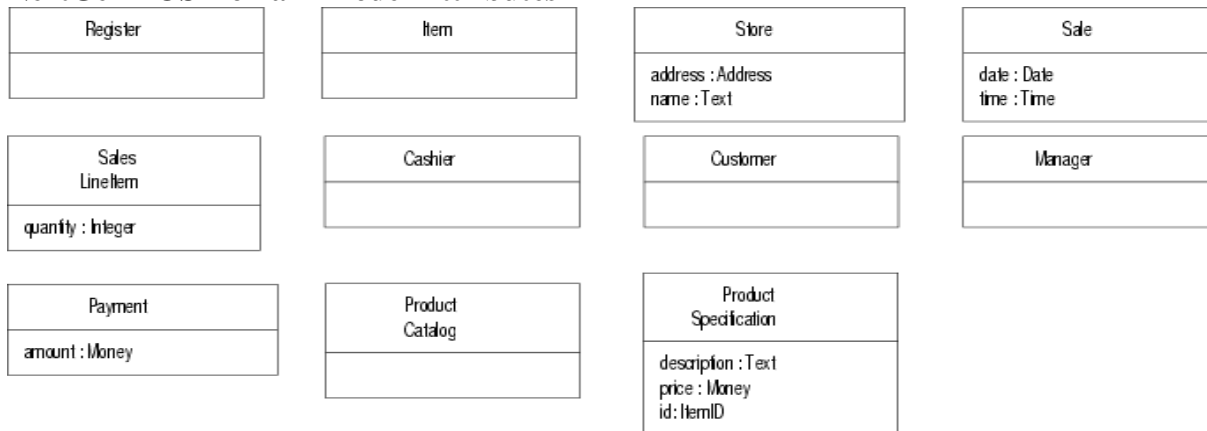 Register
Item
Store
address : Address
name : Text
Sale
date : Date
time : Time
Sales
LineItem
quantity : Integer
Cashier
Customer
Manager
Payment
amount : Money
Product
Catalog
Product
Specification
description : Text
price : Money
id: ItemID